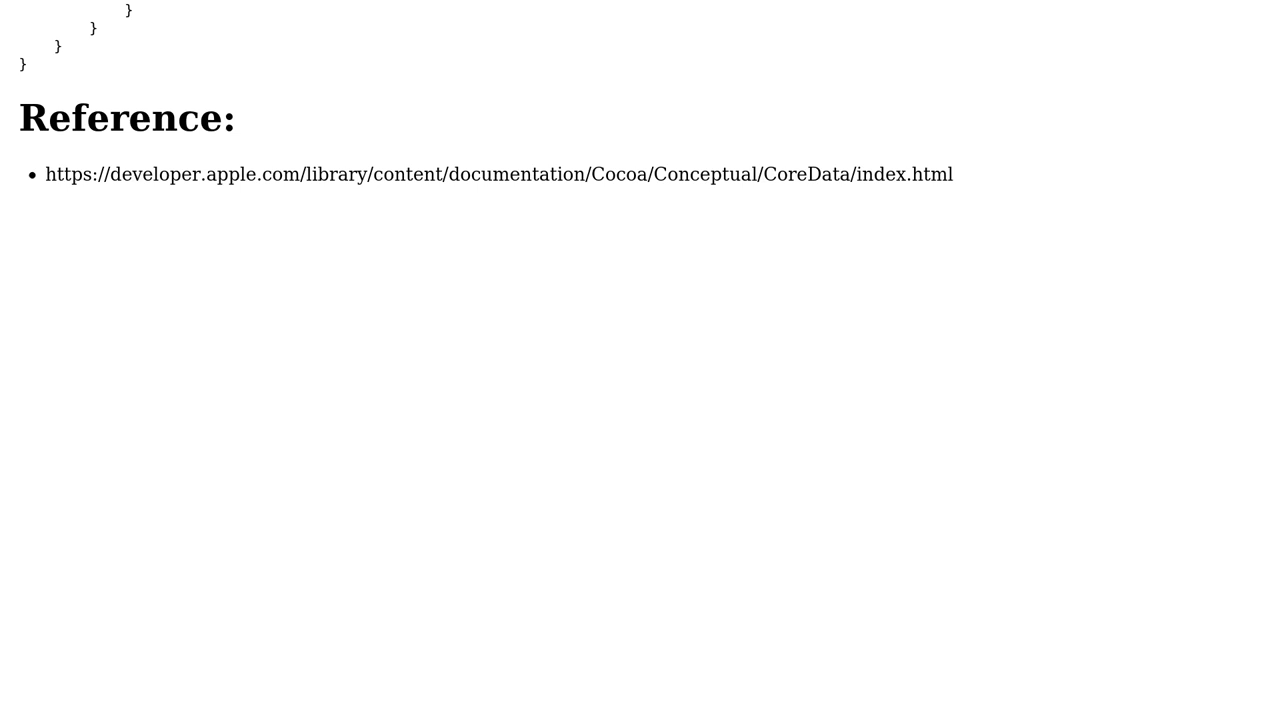 }
        }
    }
}
Reference:
• https://developer.apple.com/library/content/documentation/Cocoa/Conceptual/CoreData/index.html